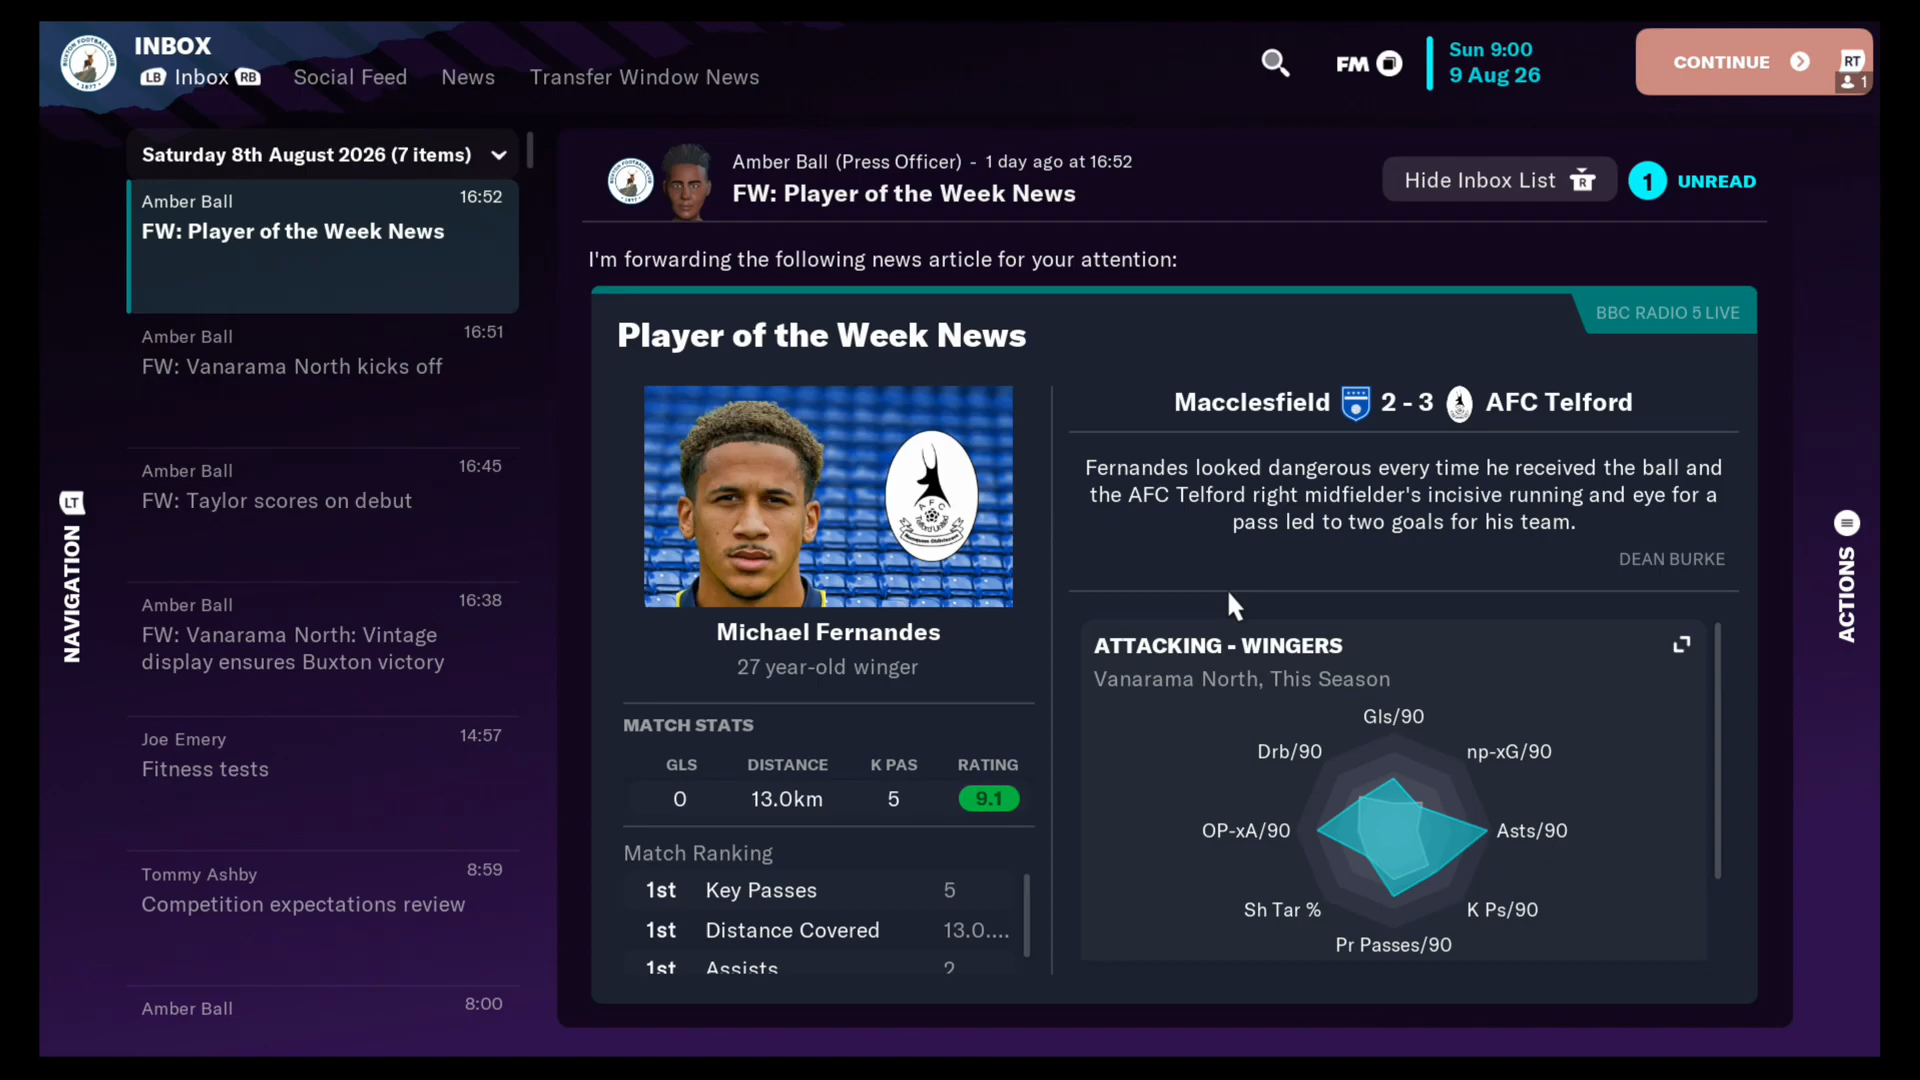 INBOX
LB Inbox RB Social Feed News Transfer Window News
FM
Sun 9:00
9 Aug 26
CONTINUE RT
1
Saturday 8th August 2026 (7 items)
Amber Ball 16:52
FW: Player of the Week News
Amber Ball 16:51
FW: Vanarama North kicks off
Amber Ball 16:45
FW: Taylor scores on debut
Amber Ball 16:38
FW: Vanarama North: Vintage
display ensures Buxton victory
Joe Emery 14:57
Fitness tests
Tommy Ashby 8:59
Competition expectations review
Amber Ball 8:00
LT
NAVIGATION
Amber Ball (Press Officer) - 1 day ago at 16:52
FW: Player of the Week News
Hide Inbox List R
1 UNREAD
I'm forwarding the following news article for your attention:
BBC RADIO 5 LIVE
Player of the Week News
Michael Fernandes
27 year-old winger
MATCH STATS
GLS DISTANCE K PAS RATING
0 13.0km 5 9.1
Match Ranking
1st Key Passes 5
1st Distance Covered 13.0....
1st Assists 2
Macclesfield 2 - 3 AFC Telford
Fernandes looked dangerous every time he received the ball and
the AFC Telford right midfielder's incisive running and eye for a
pass led to two goals for his team.
DEAN BURKE
ATTACKING - WINGERS
Vanarama North, This Season
Gls/90
Drb/90 np-xG/90
OP-xA/90 Asts/90
Sh Tar % K Ps/90
Pr Passes/90
ACTIONS